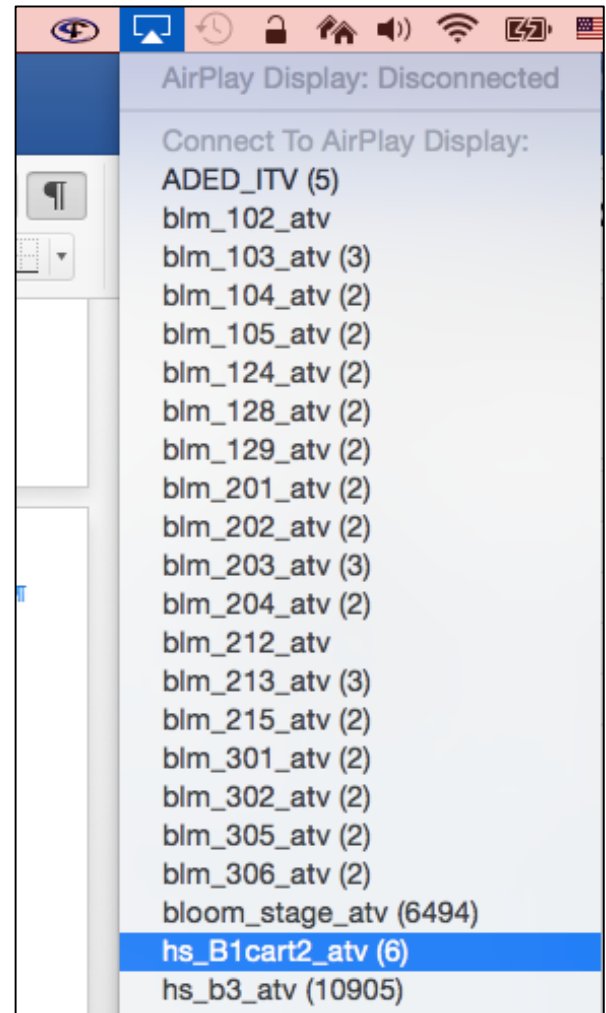 AirPlay Display: Disconnected
Connect To AirPlay Display:
ADED_ITV (5)
blm_102_atv
blm_103_atv (3)
blm_104_atv (2)
blm_105_atv (2)
blm_124_atv (2)
blm_128_atv (2)
blm_129_atv (2)
blm_201_atv (2)
blm_202_atv (2)
blm_203_atv (3)
blm_204_atv (2)
blm_212_atv
blm_213_atv (3)
blm_215_atv (2)
blm_301_atv (2)
blm_302_atv (2)
blm_305_atv (2)
blm_306_atv (2)
bloom_stage_atv (6494)
hs_B1cart2_atv (6)
hs_b3_atv (10905)